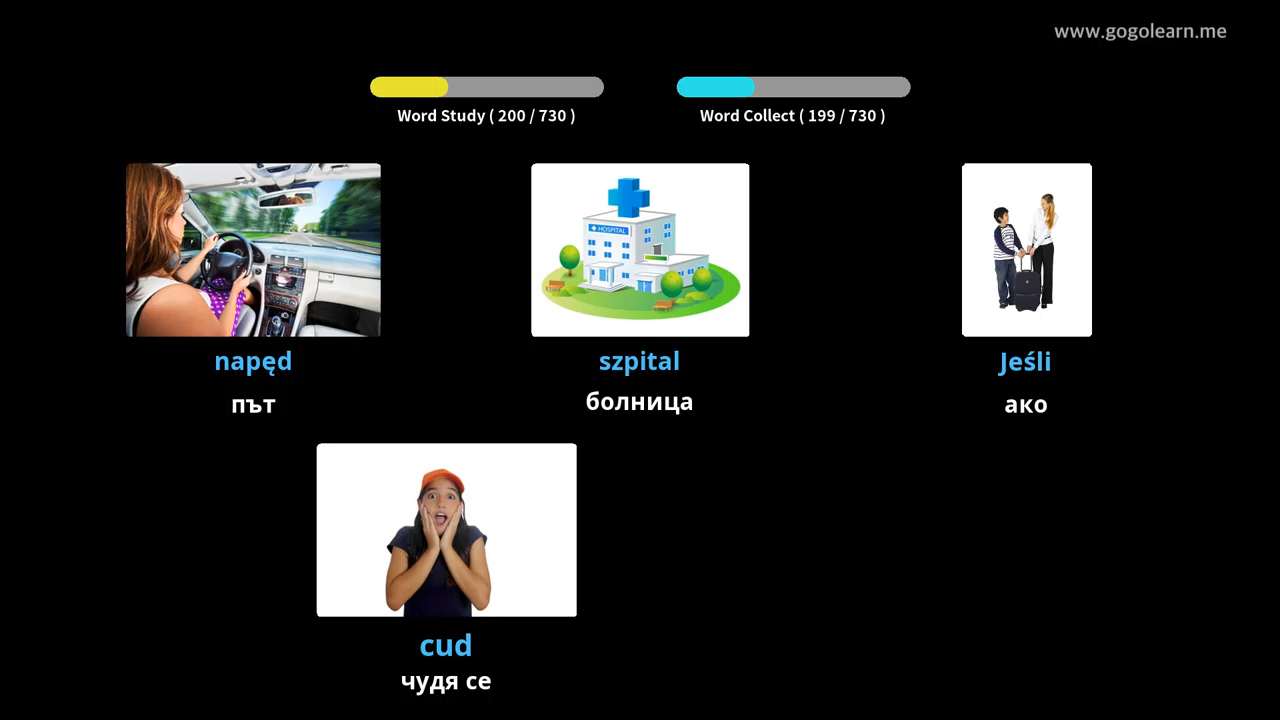 www.gogolearn.me
Word Study ( 200 / 730 )
Word Collect ( 199 / 730 )
HOSPITAL
napęd
szpital
Jeśli
път
болница
ако
cud
чудя се